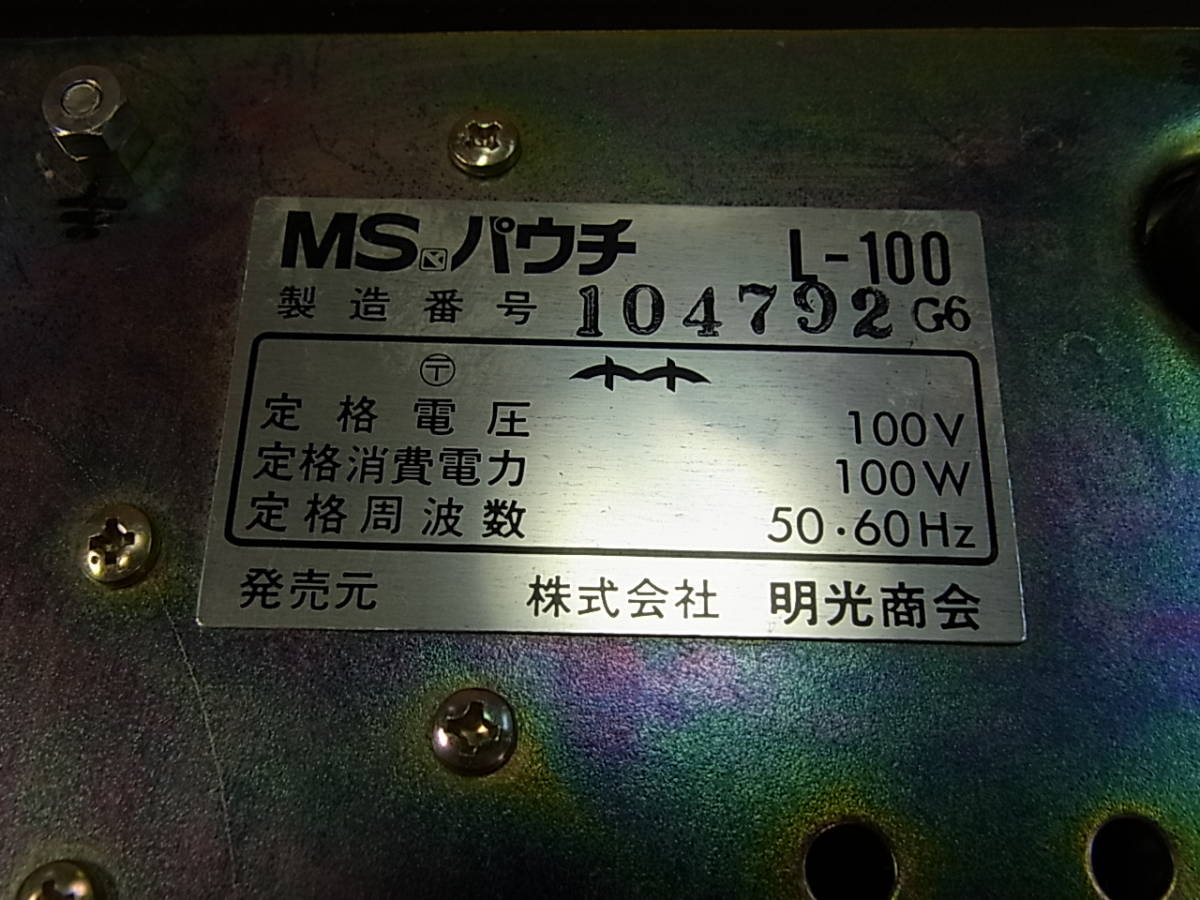 MSパウチ L-100
製造番号 104792 G6
〒
定格電圧 100V
定格消費電力 100W
定格周波数 50・60Hz
発売元 株式会社 明光商会